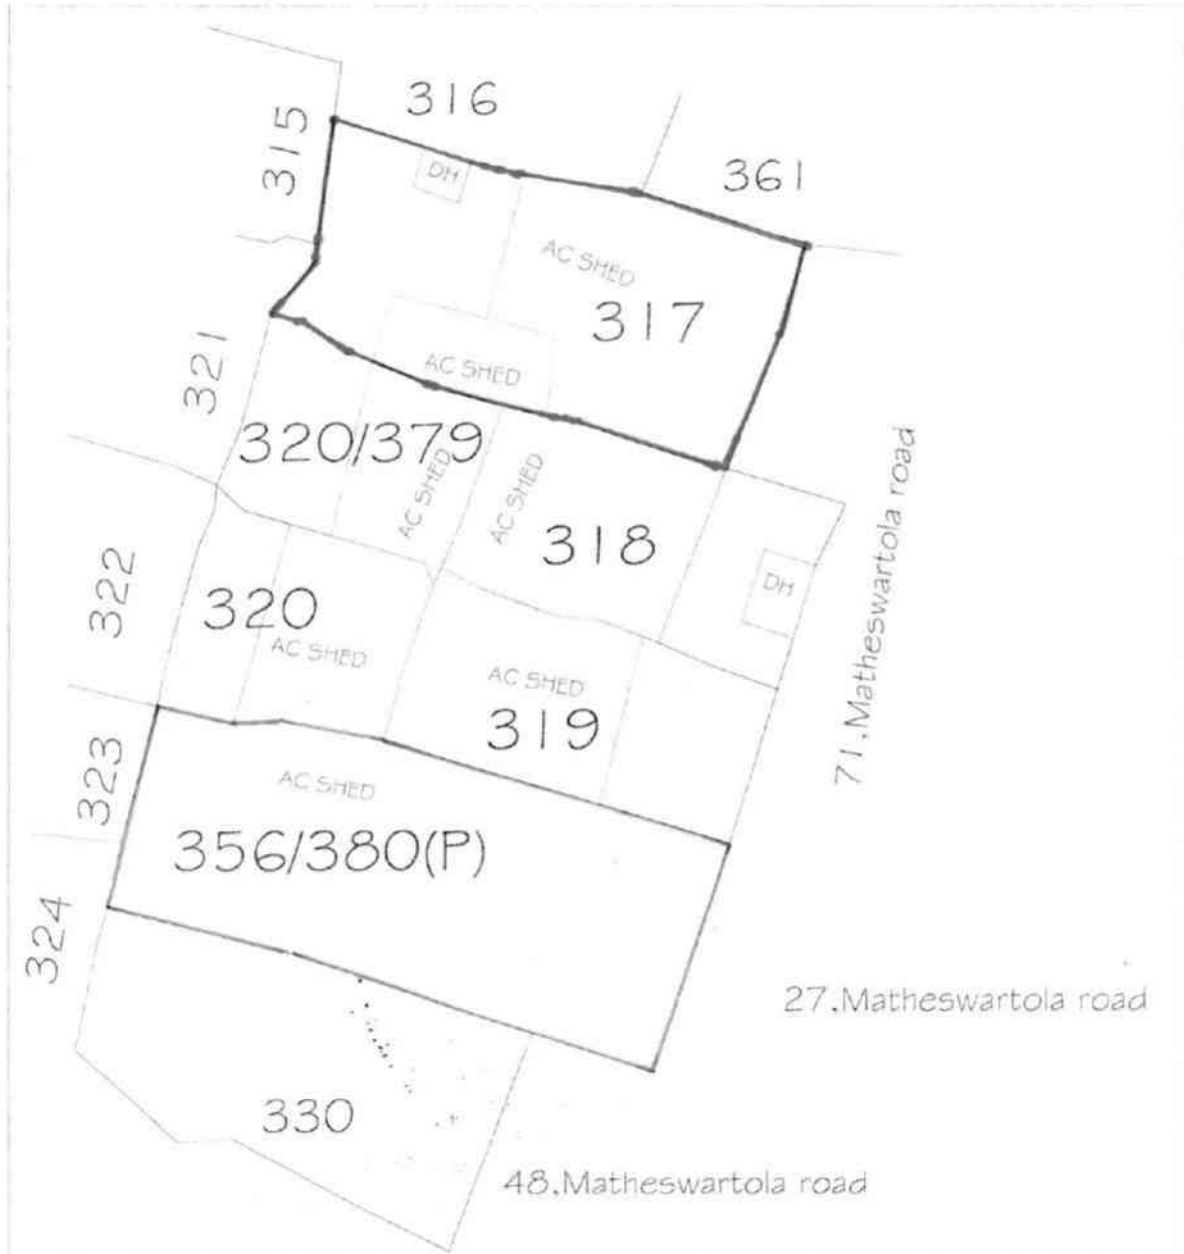 316
315
DM
361
AC SHED
317
321
AC SHED
320/379
AC SHED
AC SHED
318
71.Matheswartola road
322
320
AC SHED
DM
AC SHED
319
323
AC SHED
356/380(P)
324
27.Matheswartola road
330
48.Matheswartola road